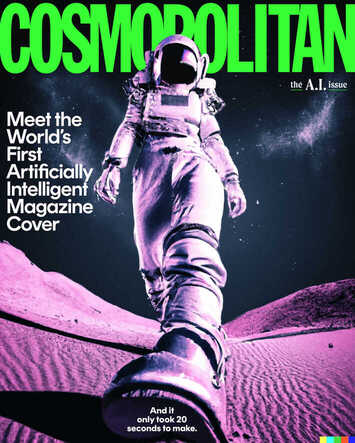 COSMOPOLITAN
the A.I. issue
Meet the
World's
First
Artificially
Intelligent
Magazine
Cover
And it
only took 20
seconds to make.